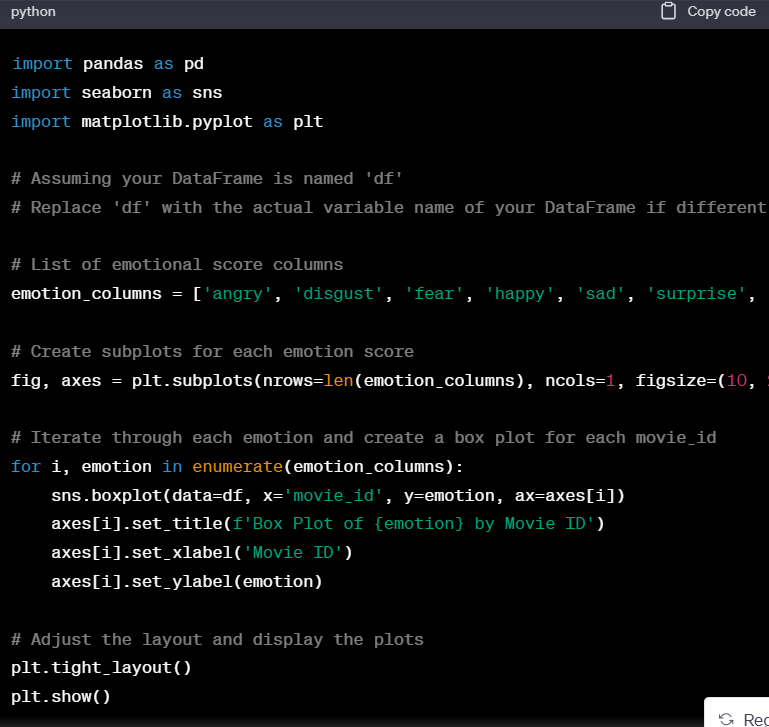 python
Copy code
import pandas as pd
import seaborn as sns
import matplotlib.pyplot as plt
# Assuming your DataFrame is named 'df'
# Replace 'df' with the actual variable name of your DataFrame if different
# List of emotional score columns
emotion_columns = ['angry', 'disgust', 'fear', 'happy', 'sad', 'surprise',
# Create subplots for each emotion score
fig, axes = plt.subplots(nrows=len(emotion_columns), ncols=1, figsize=(10,
# Iterate through each emotion and create a box plot for each movie_id
for i, emotion in enumerate(emotion_columns):
    sns.boxplot(data=df, x='movie_id', y=emotion, ax=axes[i])
    axes[i].set_title(f'Box Plot of {emotion} by Movie ID')
    axes[i].set_xlabel('Movie ID')
    axes[i].set_ylabel(emotion)
# Adjust the layout and display the plots
plt.tight_layout()
plt.show()